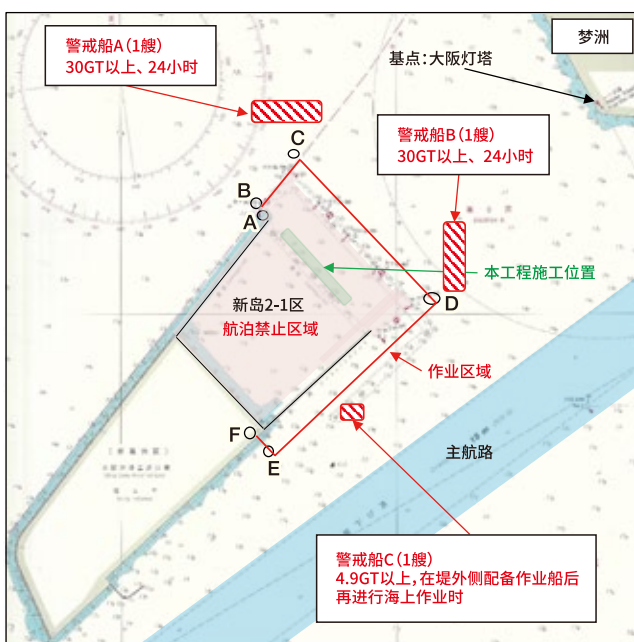 梦洲
警戒船A(1艘)
30GT以上、24小时
基点:大阪灯塔
警戒船B(1艘)
30GT以上、24小时
C
B
A
本工程施工位置
D
新岛2-1区
航泊禁止区域
作业区域
F
E
主航路
警戒船C(1艘)
4.9GT以上,在堤外侧配备作业船后
再进行海上作业时